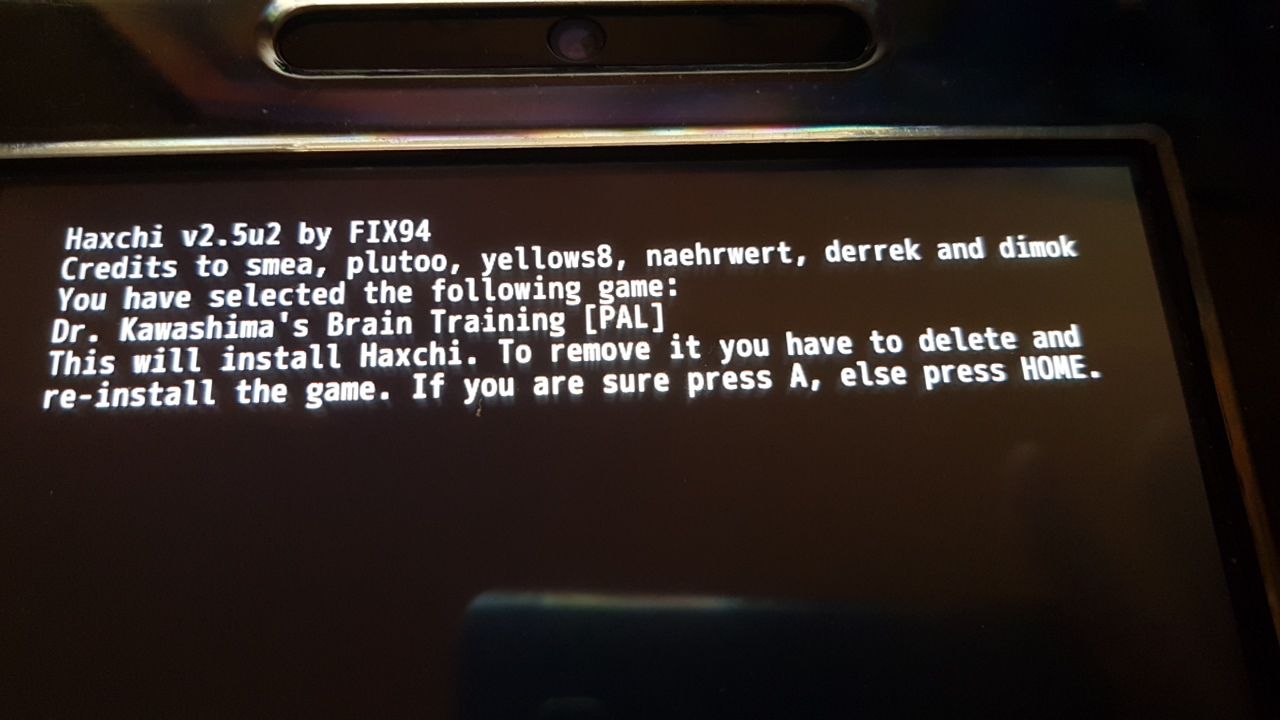 Haxchi v2.5u2 by FIX94
Credits to smea, plutoo, yellows8, naehrwert, derrek and dimok
You have selected the following game:
Dr. Kawashima's Brain Training [PAL]
This will install Haxchi. To remove it you have to delete and
re-install the game. If you are sure press A, else press HOME.